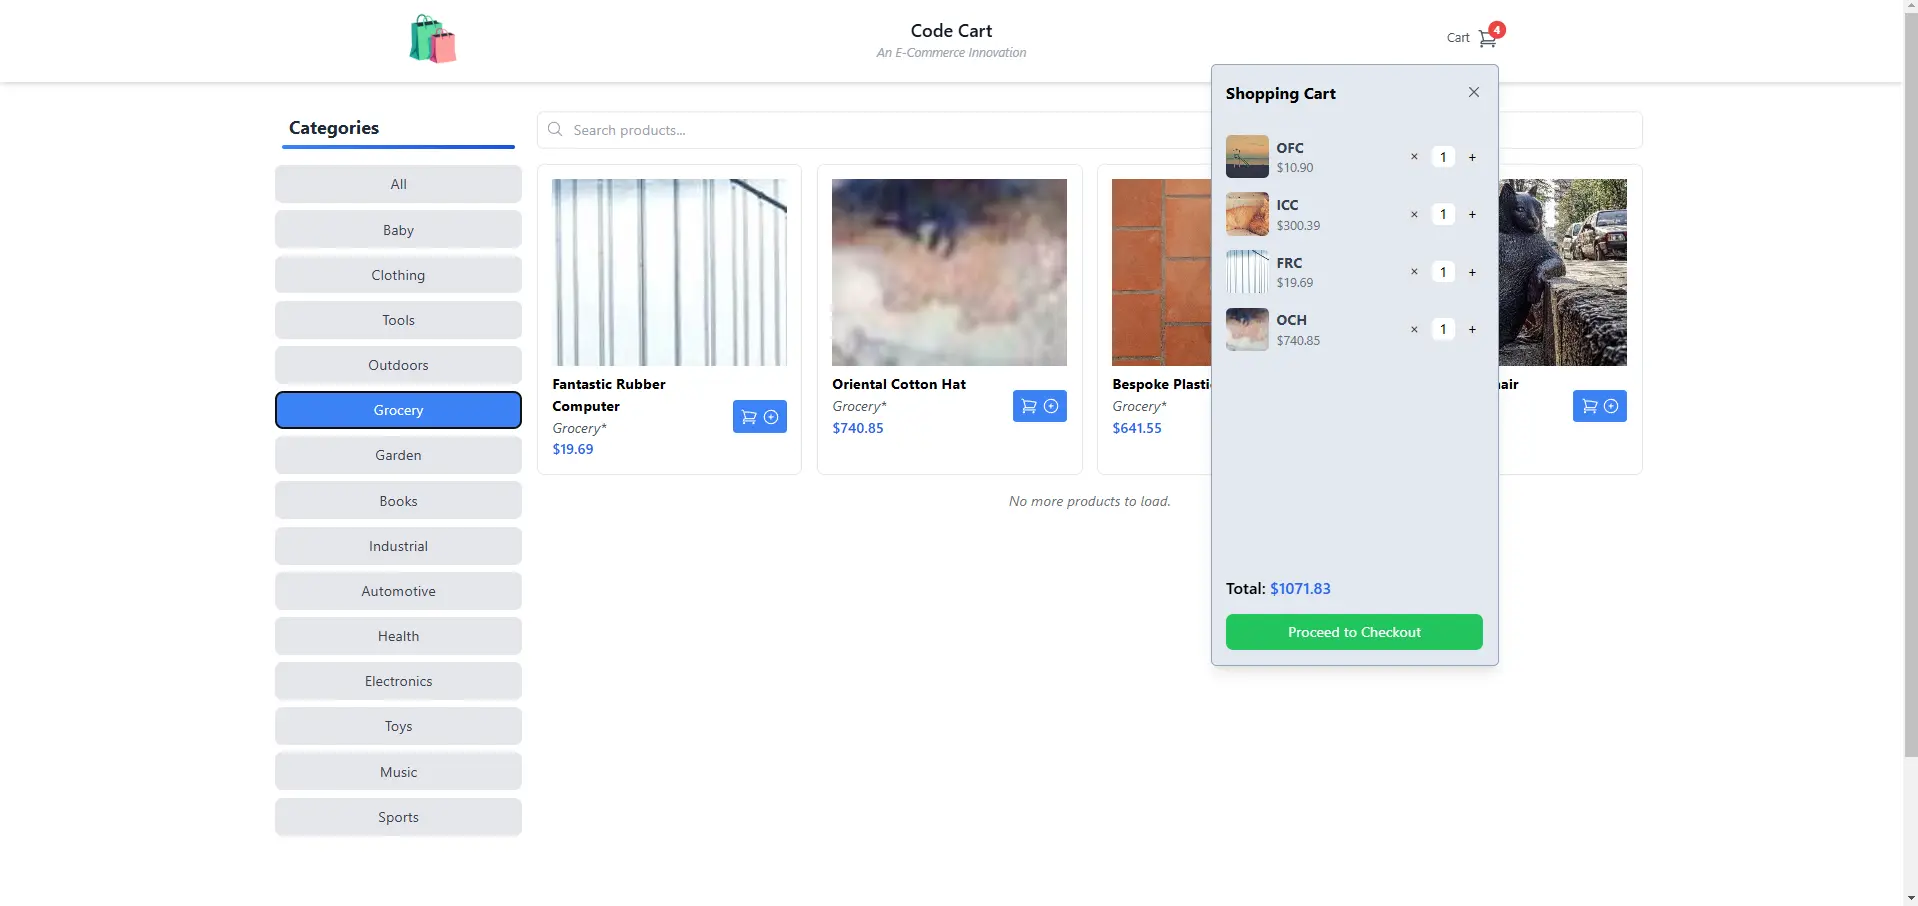 Code Cart
An E-Commerce Innovation
Cart
4
Categories
All
Baby
Clothing
Tools
Outdoors
Grocery
Garden
Books
Industrial
Automotive
Health
Electronics
Toys
Music
Sports
Search products...
Fantastic Rubber
Computer
Grocery*
$19.69
Oriental Cotton Hat
Grocery*
$740.85
Bespoke Plasti
Grocery*
$641.55
air
No more products to load.
Shopping Cart
OFC
$10.90
× 1 +
ICC
$300.39
× 1 +
FRC
$19.69
× 1 +
OCH
$740.85
× 1 +
Total: $1071.83
Proceed to Checkout